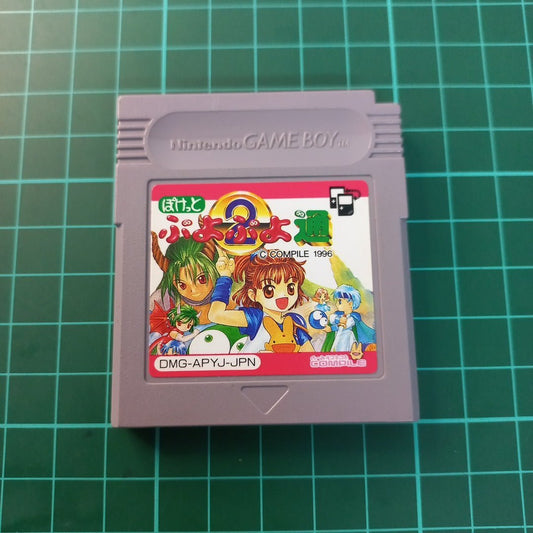 Nintendo GAME BOY TM
ぽけっと
ぷよぷよ2通
© COMPILE 1996
DMG-APYJ-JPN
COMPILE